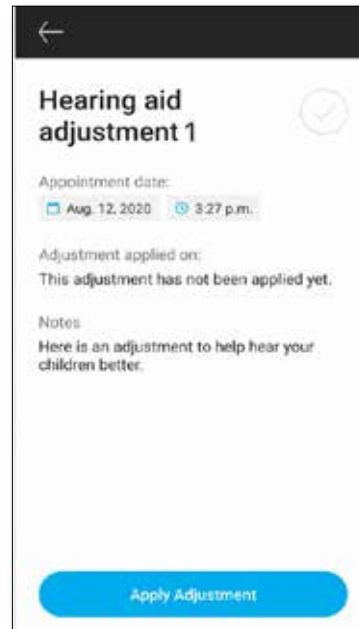 Hearing aid
adjustment 1
Appointment date:
Aug. 12, 2020 3:27 p.m.
Adjustment applied on:
This adjustment has not been applied yet.
Notes
Here is an adjustment to help hear your
children better.
Apply Adjustment